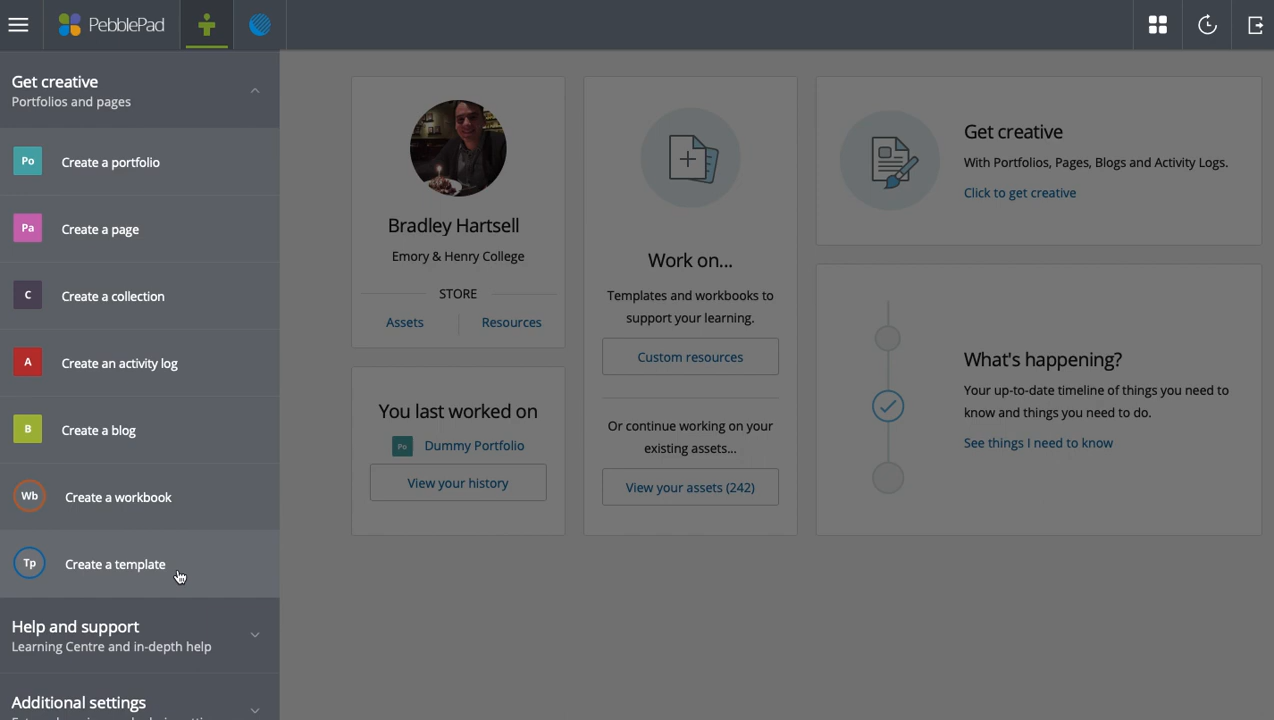 PebblePad
Get creative
Portfolios and pages
Po Create a portfolio
Pa Create a page
C Create a collection
A Create an activity log
B Create a blog
Wb Create a workbook
Tp Create a template
Help and support
Learning Centre and in-depth help
Additional settings
Bradley Hartsell
Emory & Henry College
STORE
Assets Resources
You last worked on
Po Dummy Portfolio
View your history
Work on...
Templates and workbooks to
support your learning.
Custom resources
Or continue working on your
existing assets...
View your assets (242)
Get creative
With Portfolios, Pages, Blogs and Activity Logs.
Click to get creative
What's happening?
Your up-to-date timeline of things you need to
know and things you need to do.
See things I need to know